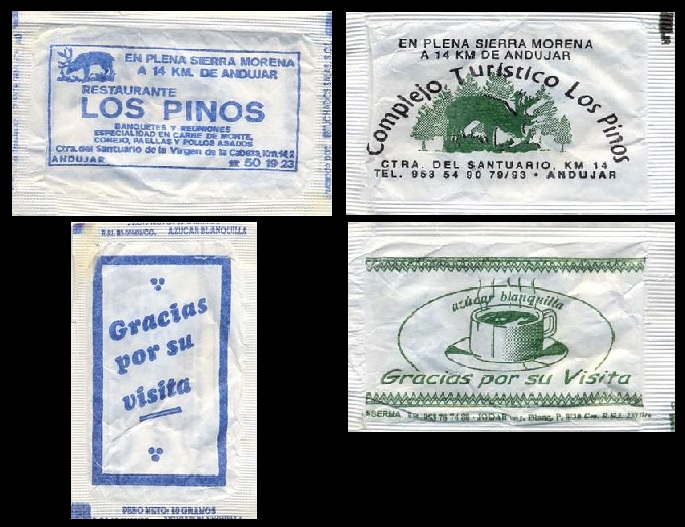 EN PLENA SIERRA MORENA
A 14 KM. DE ANDUJAR
RESTAURANTE
LOS PINOS
BANQUETES Y REUNIONES
ESPECIALIDAD EN CARNE DE MONTE,
CONEJO, PAELLAS Y POLLOS ASADOS
Ctra. del Santuario de la Virgen de la Cabeza, Km. 14,2
ANDUJAR ☎ 50 19 23
EN PLENA SIERRA MORENA
A 14 KM DE ANDUJAR
Complejo Turístico Los Pinos
CTRA. DEL SANTUARIO, KM 14
TEL. 953 54 90 79/93 • ANDUJAR
AZUCAR BLANQUILLA
Gracias
por su
visita
PESO NETO: 10 GRAMOS
azúcar blanquilla
Gracias por su Visita
JODAR